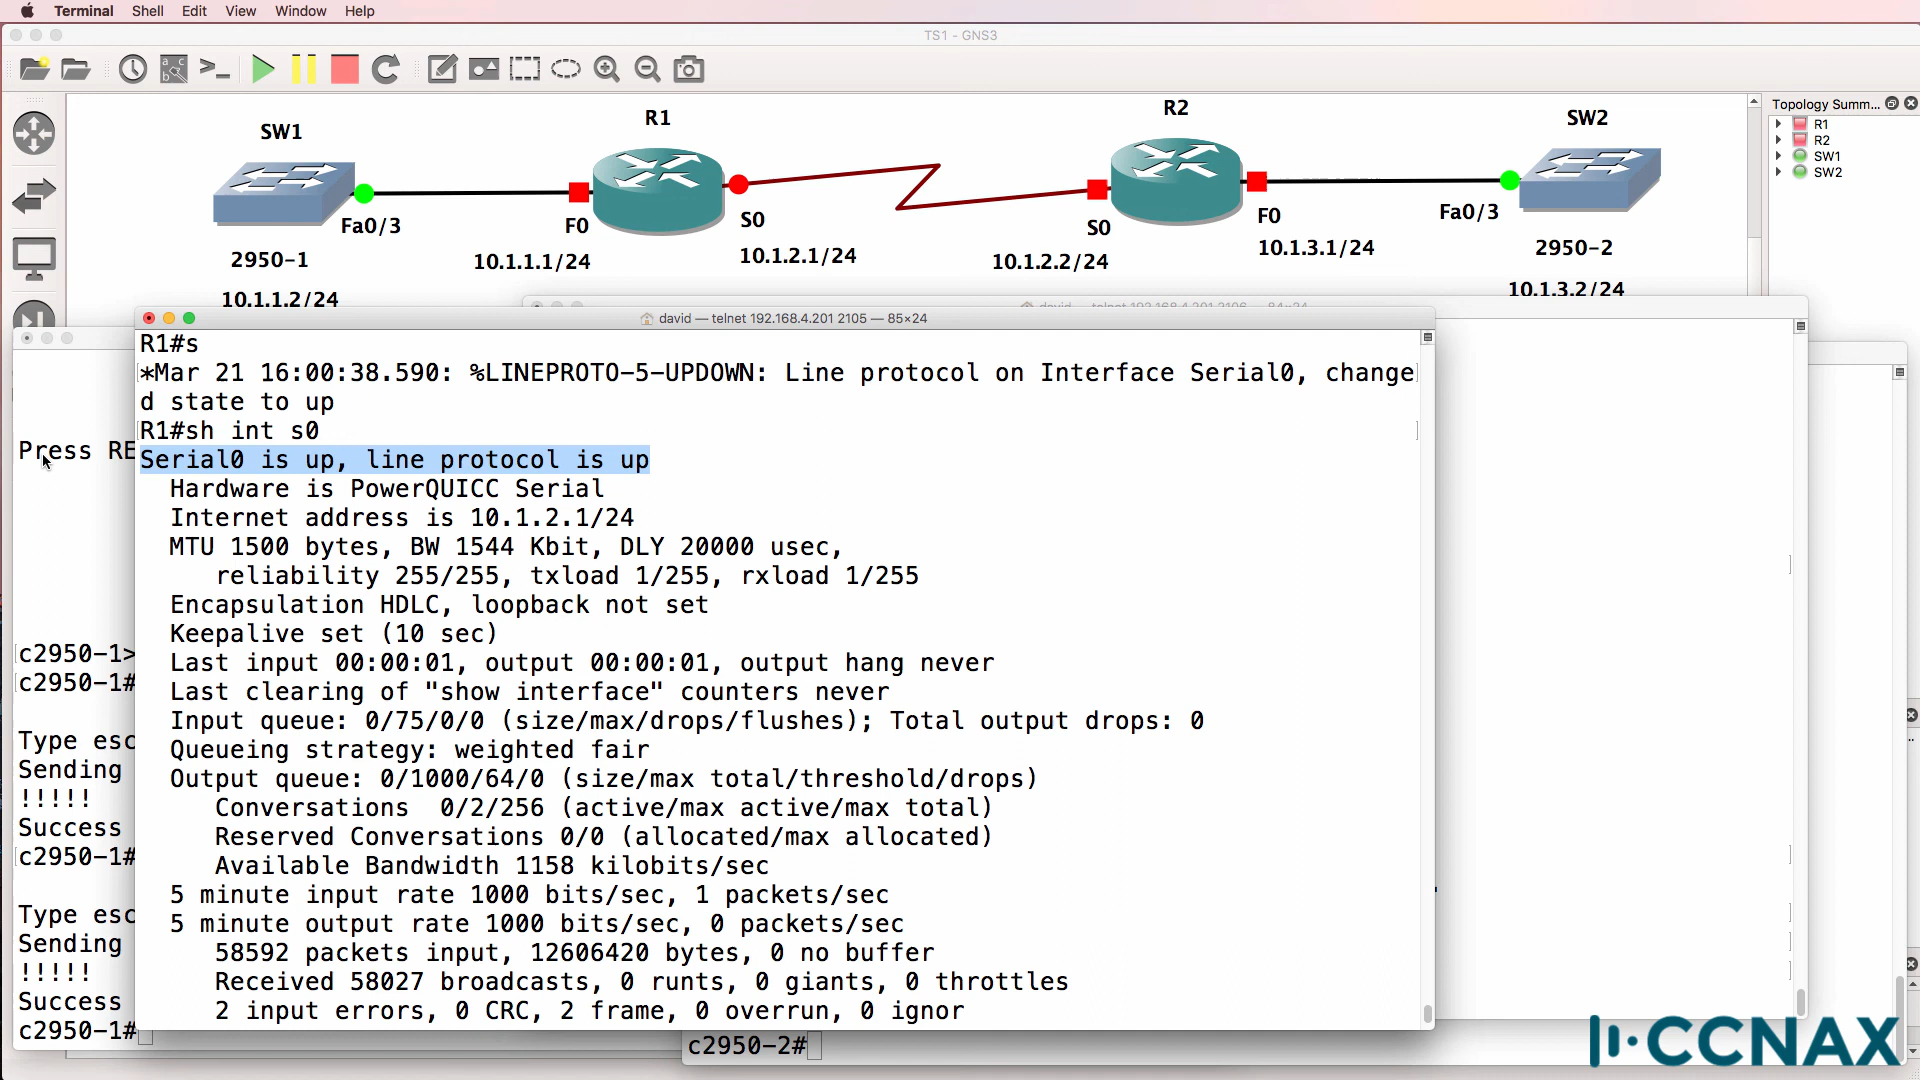 Terminal Shell Edit View Window Help
TS1 - GNS3
Topology Summ...
R1
R2
SW1
SW2
SW1
R1
R2
SW2
Fa0/3
F0
S0
S0
F0
Fa0/3
2950-1
10.1.1.1/24
10.1.2.1/24
10.1.2.2/24
10.1.3.1/24
2950-2
10.1.1.2/24
10.1.3.2/24
david — telnet 192.168.4.201 2106 — 84×24
david — telnet 192.168.4.201 2105 — 85×24
R1#s
*Mar 21 16:00:38.590: %LINEPROTO-5-UPDOWN: Line protocol on Interface Serial0, change
d state to up
R1#sh int s0
Serial0 is up, line protocol is up
Hardware is PowerQUICC Serial
Internet address is 10.1.2.1/24
MTU 1500 bytes, BW 1544 Kbit, DLY 20000 usec,
reliability 255/255, txload 1/255, rxload 1/255
Encapsulation HDLC, loopback not set
Keepalive set (10 sec)
Last input 00:00:01, output 00:00:01, output hang never
Last clearing of "show interface" counters never
Input queue: 0/75/0/0 (size/max/drops/flushes); Total output drops: 0
Queueing strategy: weighted fair
Output queue: 0/1000/64/0 (size/max total/threshold/drops)
Conversations 0/2/256 (active/max active/max total)
Reserved Conversations 0/0 (allocated/max allocated)
Available Bandwidth 1158 kilobits/sec
5 minute input rate 1000 bits/sec, 1 packets/sec
5 minute output rate 1000 bits/sec, 0 packets/sec
58592 packets input, 12606420 bytes, 0 no buffer
Received 58027 broadcasts, 0 runts, 0 giants, 0 throttles
2 input errors, 0 CRC, 2 frame, 0 overrun, 0 ignor
Press RE
c2950-1>
c2950-1#
Type esc
Sending
!!!!!
Success
c2950-1#
Type esc
Sending
!!!!!
Success
c2950-1#
c2950-2#
CCNAX